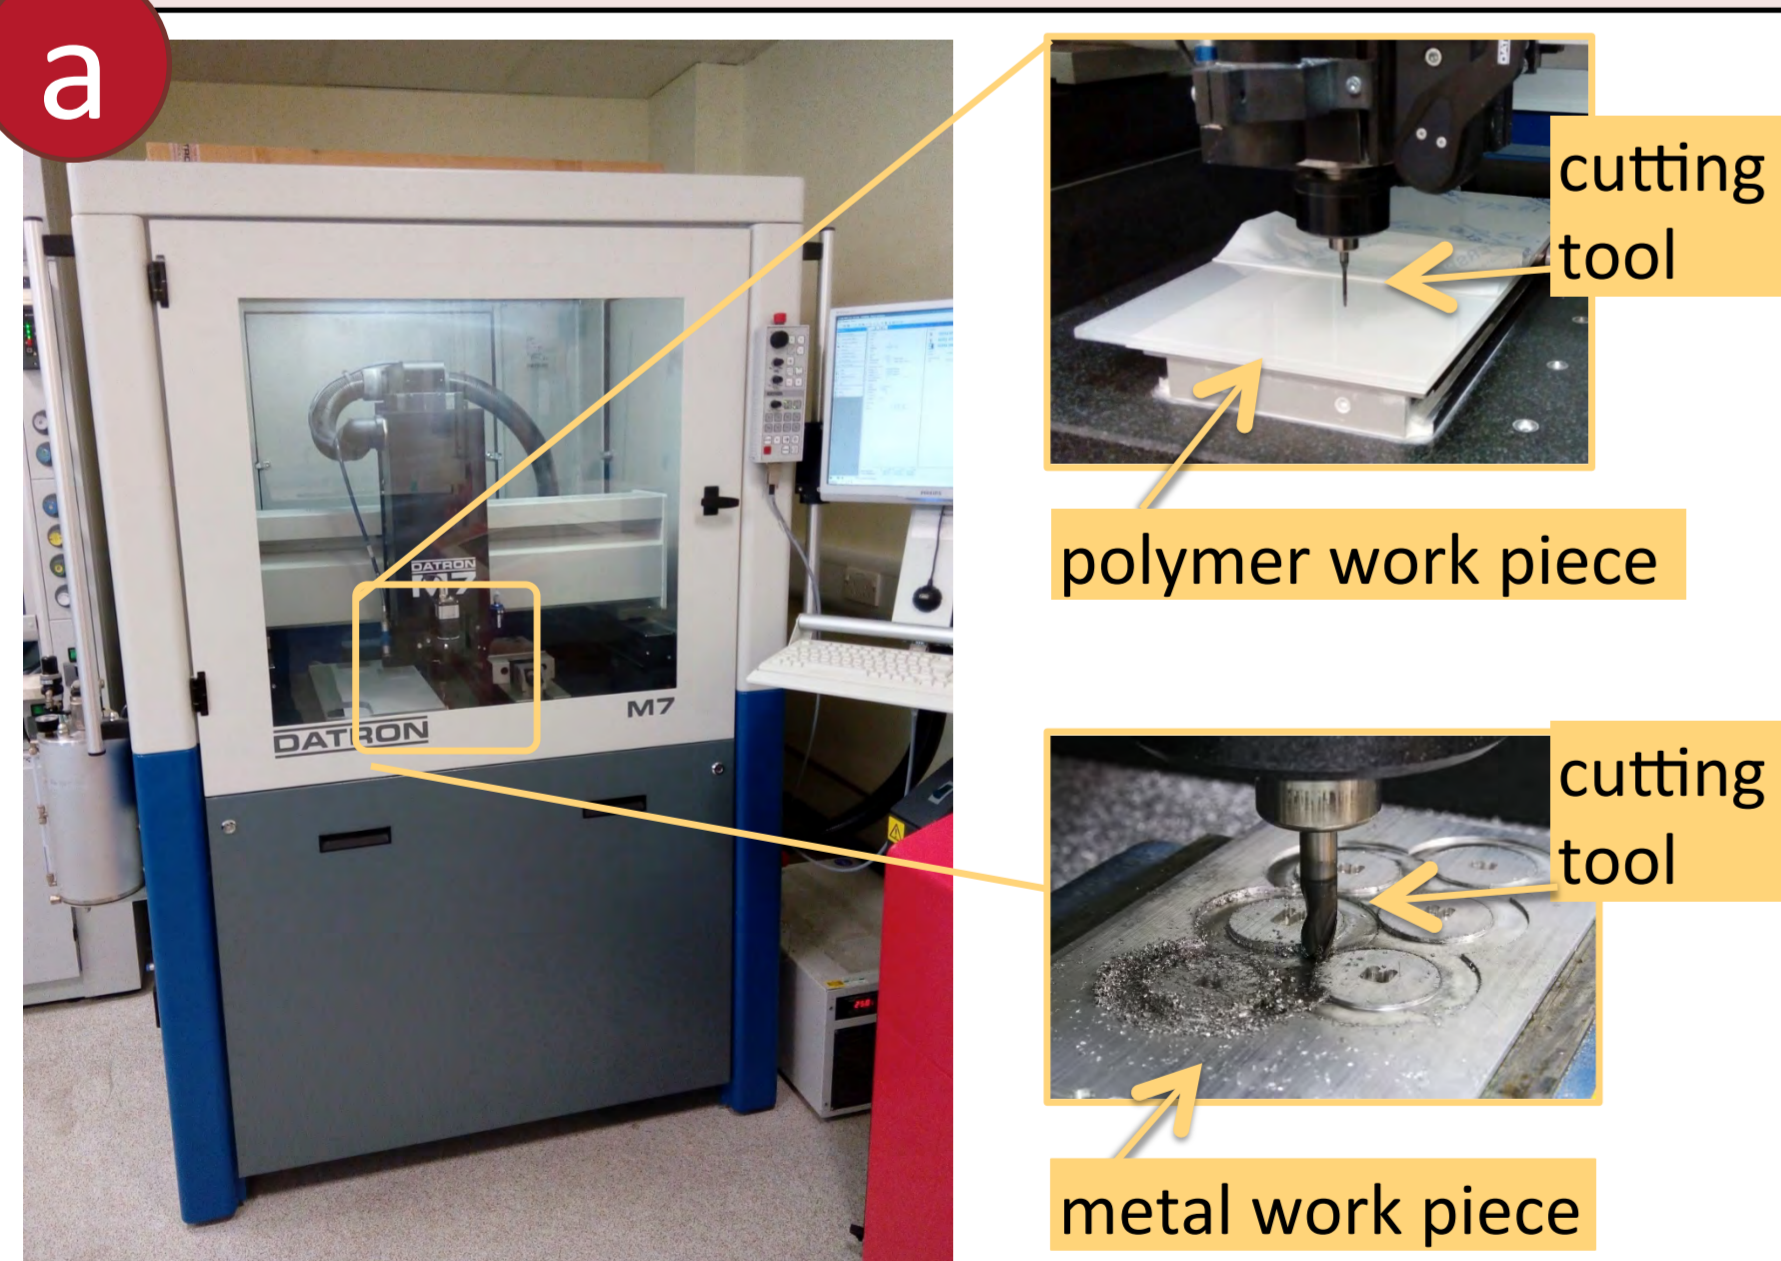 a
DATRON
M7
DATRON
M7
cutting
tool
polymer work piece
cutting
tool
metal work piece